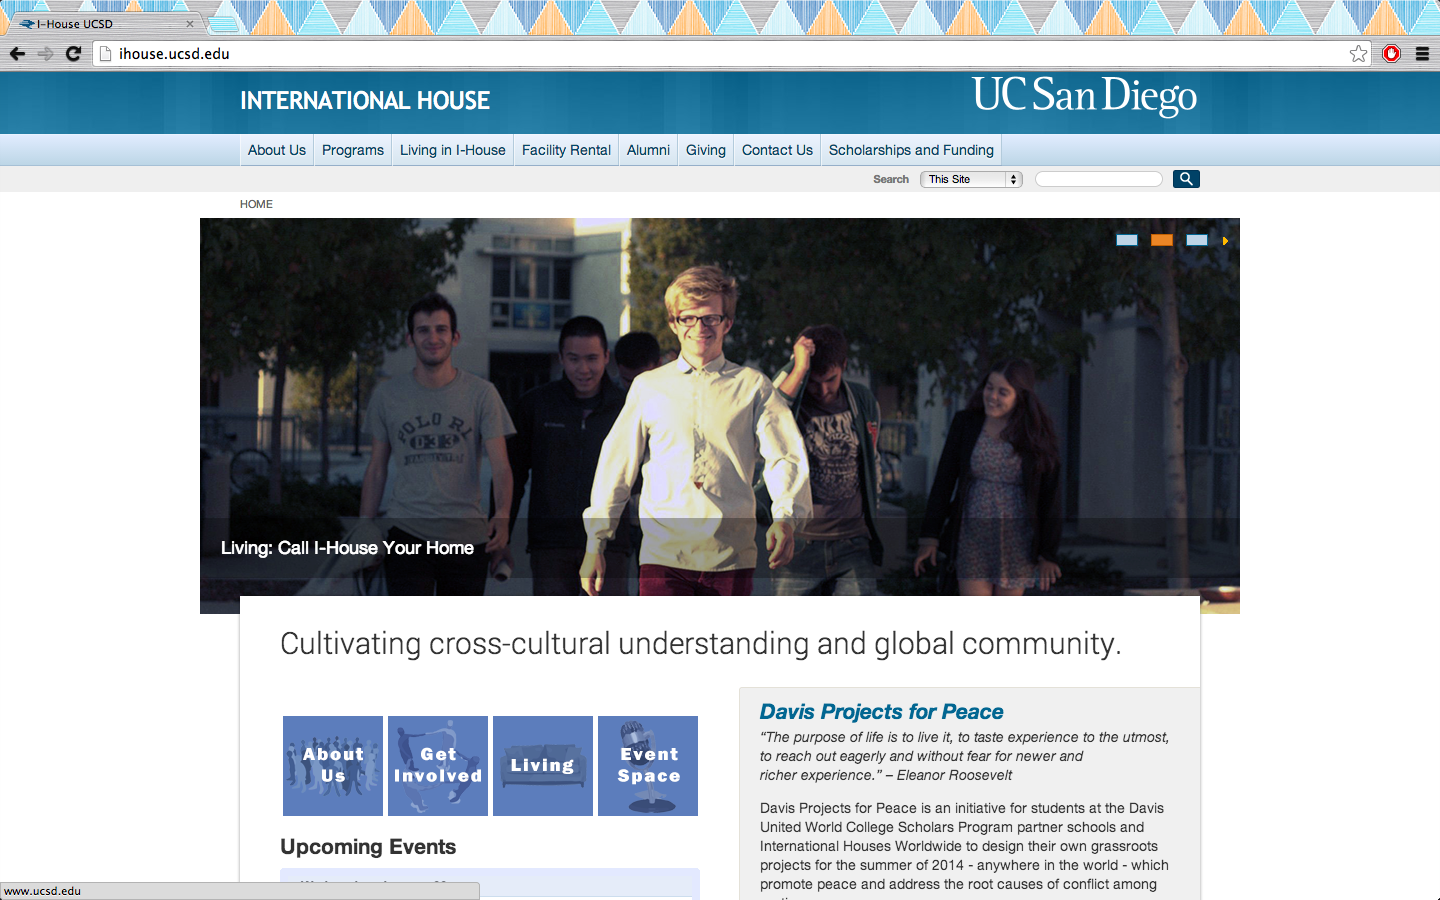 I-House UCSD
ihouse.ucsd.edu
INTERNATIONAL HOUSE
UC San Diego
About Us
Programs
Living in I-House
Facility Rental
Alumni
Giving
Contact Us
Scholarships and Funding
Search
This Site
HOME
POLO RL
033
Living: Call I-House Your Home
Cultivating cross-cultural understanding and global community.
About
Us
Get
Involved
Living
Event
Space
Upcoming Events
Davis Projects for Peace
“The purpose of life is to live it, to taste experience to the utmost,
to reach out eagerly and without fear for newer and
richer experience.” – Eleanor Roosevelt
Davis Projects for Peace is an initiative for students at the Davis
United World College Scholars Program partner schools and
International Houses Worldwide to design their own grassroots
projects for the summer of 2014 - anywhere in the world - which
promote peace and address the root causes of conflict among
www.ucsd.edu